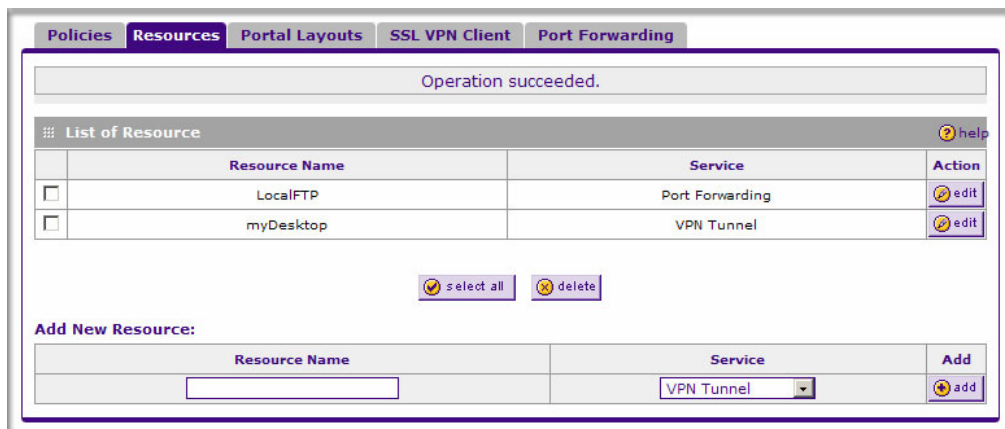 Policies Resources Portal Layouts SSL VPN Client Port Forwarding
Operation succeeded.
List of Resource help
Resource Name Service Action
LocalFTP Port Forwarding edit
myDesktop VPN Tunnel edit
select all delete
Add New Resource:
Resource Name Service Add
VPN Tunnel add